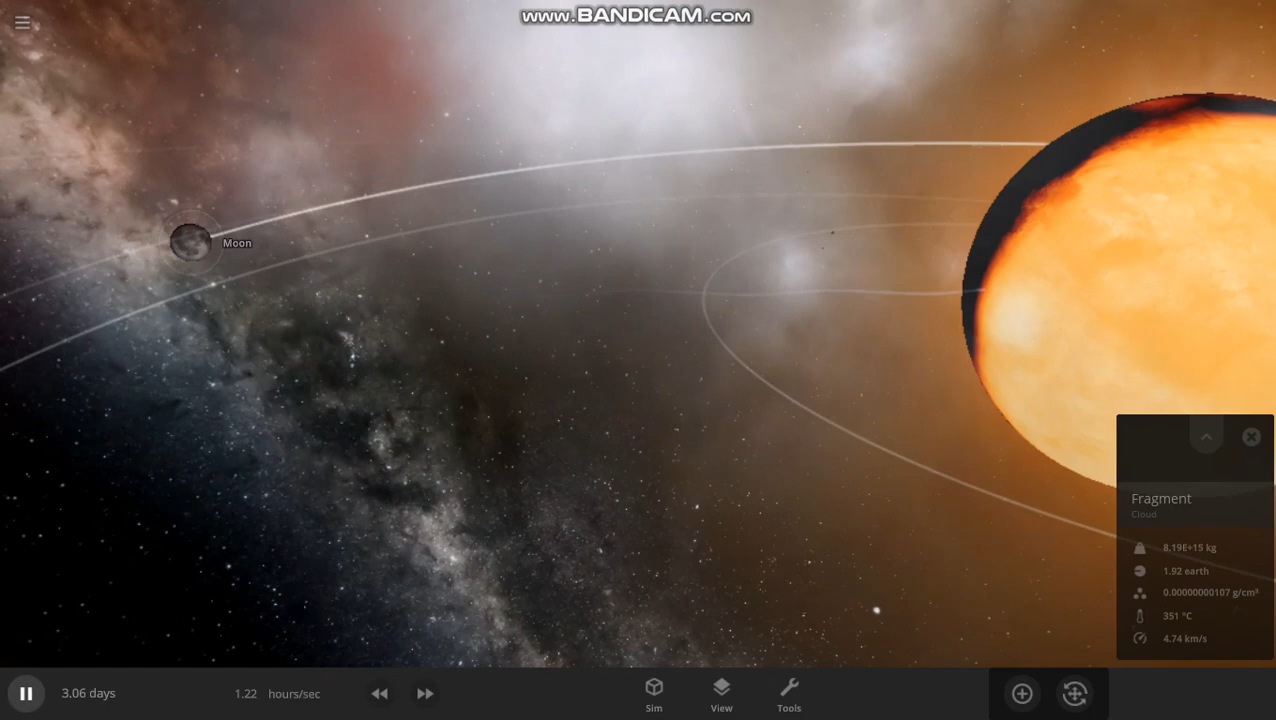 WWW.BANDICAM.COM
Moon
Fragment
Cloud
8.19E+15 kg
1.92 earth
0.00000000107 g/cm³
351 °C
4.74 km/s
3.06 days
1.22 hours/sec
Sim
View
Tools